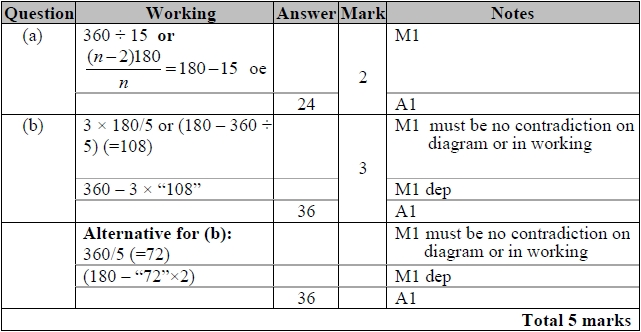 Question Working Answer Mark Notes
(a) 360 ÷ 15 or M1
(n – 2)180 / n = 180 – 15 oe
2
24 A1
(b) 3 × 180/5 or (180 – 360 ÷ M1 must be no contradiction on
5) (=108) diagram or in working
3
360 – 3 × “108” M1 dep
36 A1
Alternative for (b): M1 must be no contradiction on
360/5 (=72) diagram or in working
(180 – “72”×2) M1 dep
36 A1
Total 5 marks